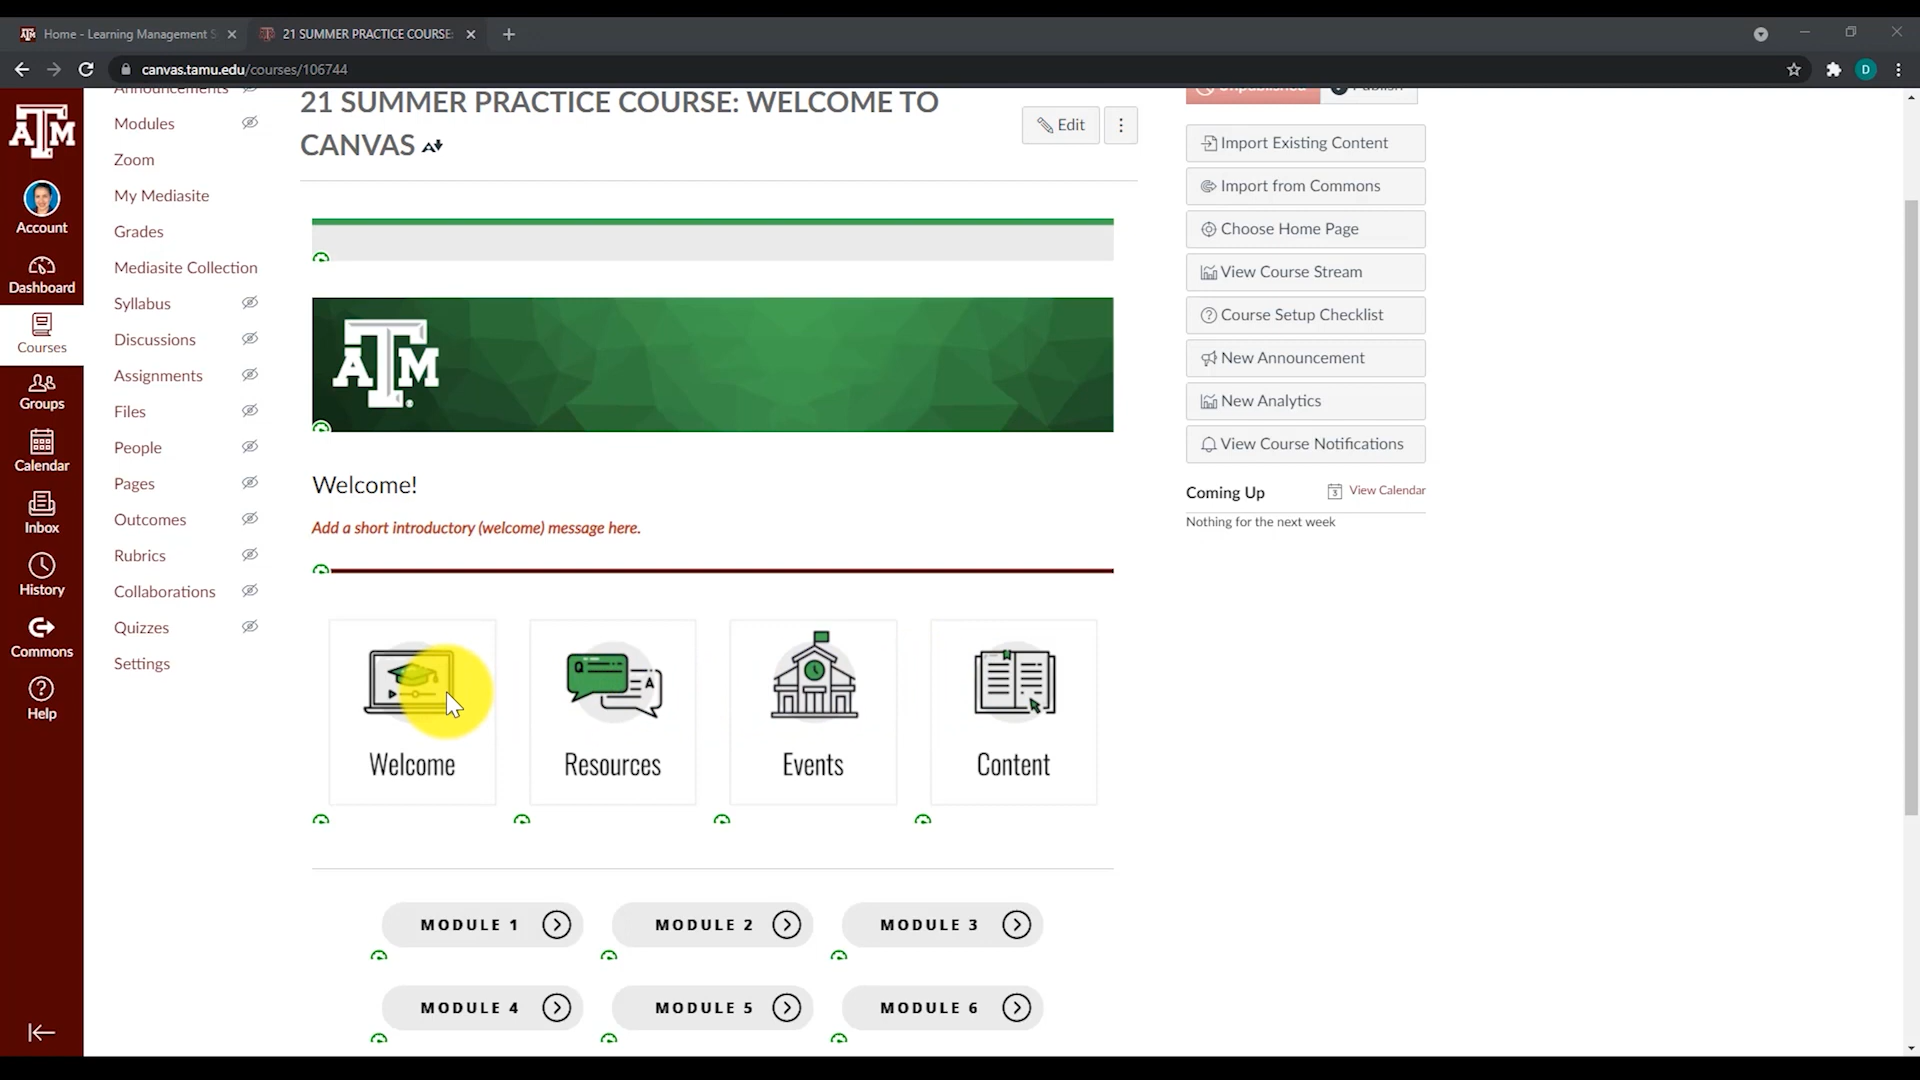 Home - Learning Management S
21 SUMMER PRACTICE COURSE:
canvas.tamu.edu/courses/106744
D
Account
Dashboard
Courses
Groups
Calendar
Inbox
History
Commons
Help
Announcements
Modules
Zoom
My Mediasite
Grades
Mediasite Collection
Syllabus
Discussions
Assignments
Files
People
Pages
Outcomes
Rubrics
Collaborations
Quizzes
Settings
21 SUMMER PRACTICE COURSE: WELCOME TO
CANVAS
Edit
ATM
Welcome!
Add a short introductory (welcome) message here.
Q A
Welcome
Resources
Events
Content
MODULE 1
MODULE 2
MODULE 3
MODULE 4
MODULE 5
MODULE 6
Unpublished
Publish
Import Existing Content
Import from Commons
Choose Home Page
View Course Stream
Course Setup Checklist
New Announcement
New Analytics
View Course Notifications
Coming Up
3 View Calendar
Nothing for the next week